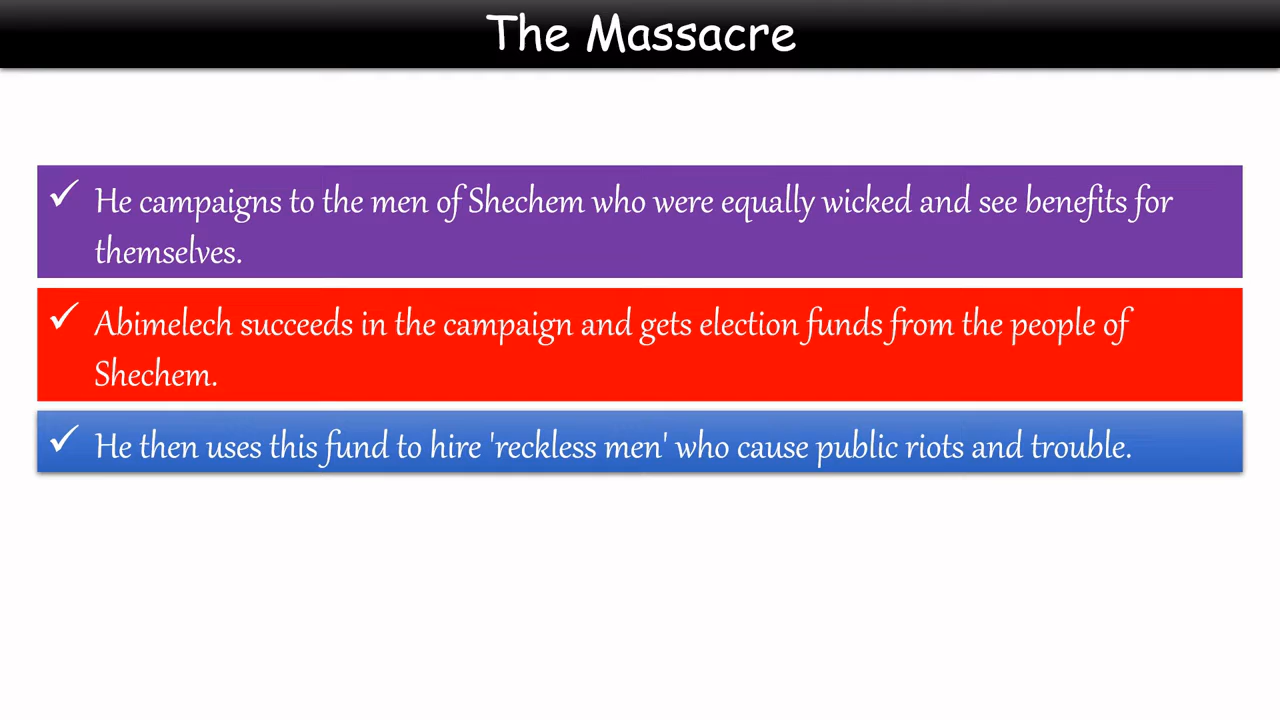 The Massacre
✓ He campaigns to the men of Shechem who were equally wicked and see benefits for
themselves.
✓ Abimelech succeeds in the campaign and gets election funds from the people of
Shechem.
✓ He then uses this fund to hire 'reckless men' who cause public riots and trouble.